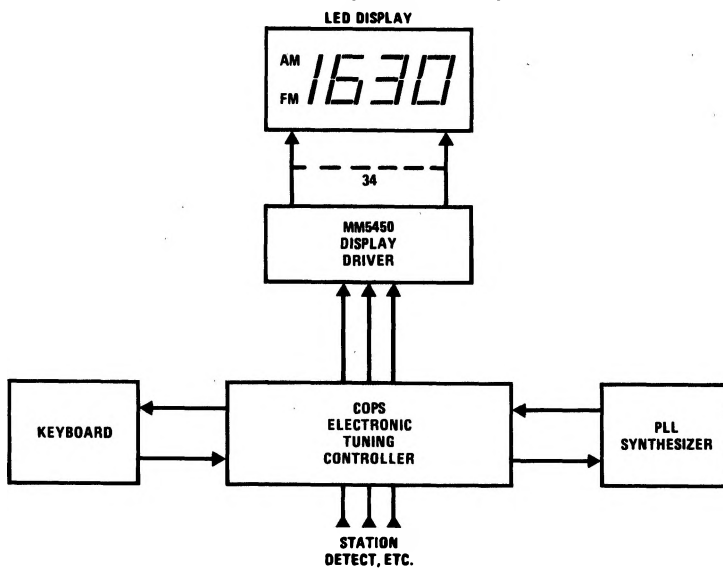 LED DISPLAY
AM
1630
FM
34
MM5450
DISPLAY
DRIVER
KEYBOARD
COPS
ELECTRONIC
TUNING
CONTROLLER
PLL
SYNTHESIZER
STATION
DETECT, ETC.